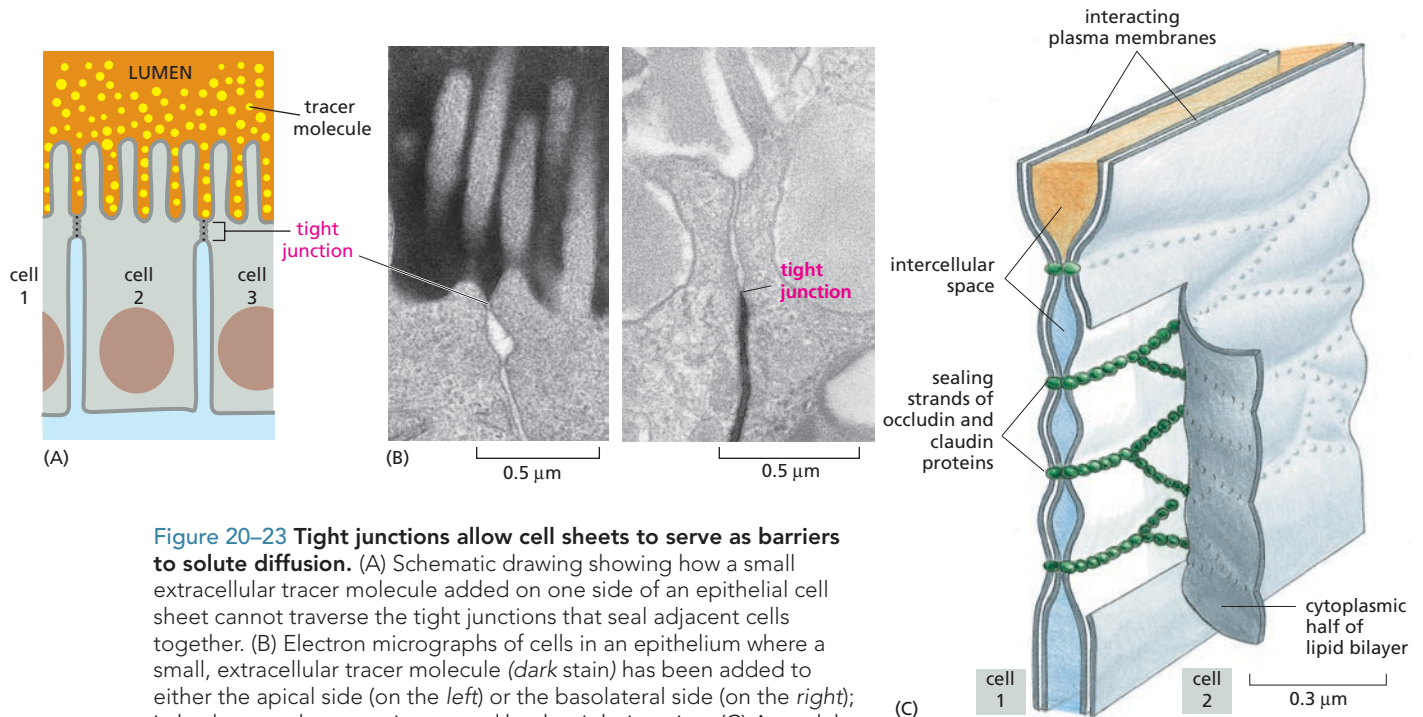 LUMEN
tracer
molecule
tight
junction
cell
1
cell
2
cell
3
(A)
tight
junction
(B)
0.5 µm
0.5 µm
interacting
plasma membranes
intercellular
space
sealing
strands of
occludin and
claudin
proteins
cytoplasmic
half of
lipid bilayer
cell
1
cell
2
0.3 µm
(C)
Figure 20–23 Tight junctions allow cell sheets to serve as barriers
to solute diffusion. (A) Schematic drawing showing how a small
extracellular tracer molecule added on one side of an epithelial cell
sheet cannot traverse the tight junctions that seal adjacent cells
together. (B) Electron micrographs of cells in an epithelium where a
small, extracellular tracer molecule (dark stain) has been added to
either the apical side (on the left) or the basolateral side (on the right);